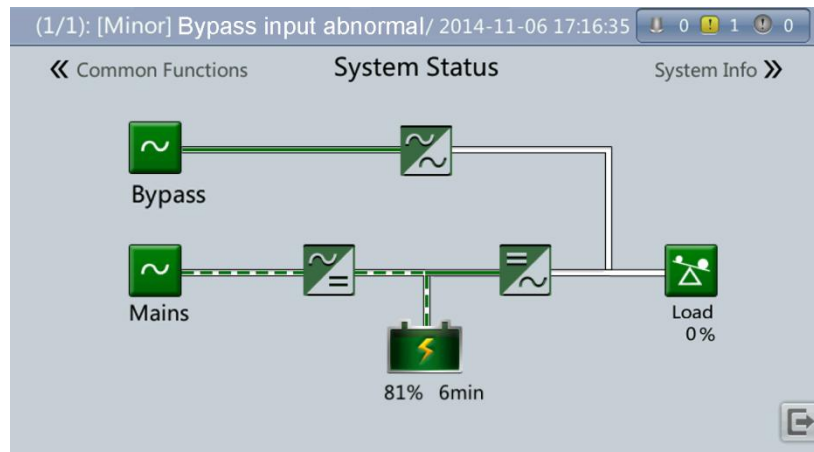 (1/1): [Minor] Bypass input abnormal/ 2014-11-06 17:16:35 0 1 0
« Common Functions System Status System Info »
Bypass
Mains
Load
0%
81% 6min